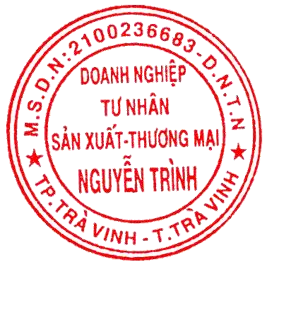 M.S.D.N:2100236683-D.N.T.N
DOANH NGHIỆP
TƯ NHÂN
SẢN XUẤT-THƯƠNG MẠI
NGUYỄN TRÌNH
★ TP.TRÀ VINH - T.TRÀ VINH ★